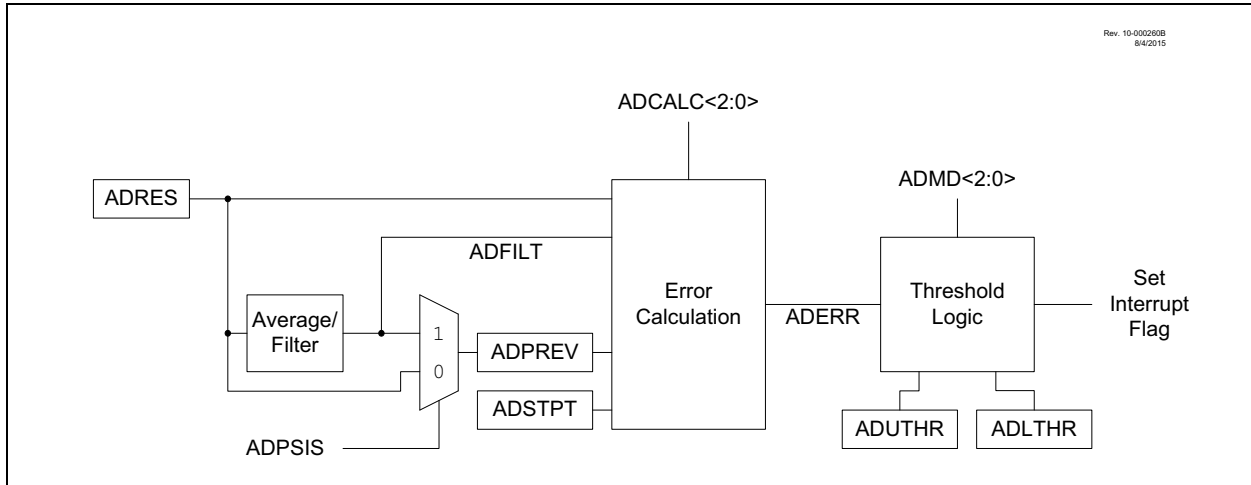 Rev. 10-000260B
8/4/2015
ADCALC<2:0>
ADMD<2:0>
ADRES
ADFILT
Average/
Filter
1
0
ADPREV
ADSTPT
ADPSIS
Error
Calculation
ADERR
Threshold
Logic
Set
Interrupt
Flag
ADUTHR
ADLTHR